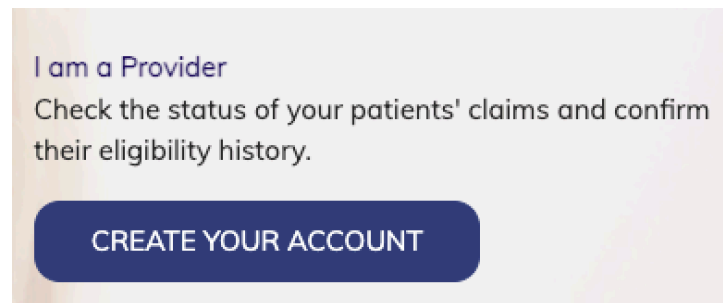 I am a Provider
Check the status of your patients' claims and confirm
their eligibility history.
CREATE YOUR ACCOUNT